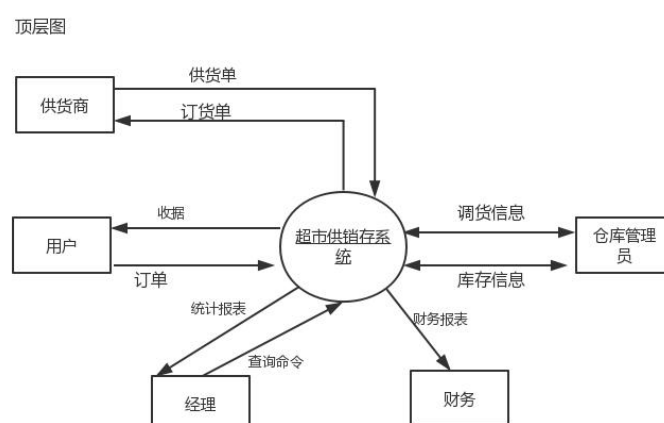 顶层图
供货单
供货商
订货单
收据
调货信息
用户
超市供销存系
统
仓库管理
员
订单
库存信息
统计报表
财务报表
查询命令
经理
财务